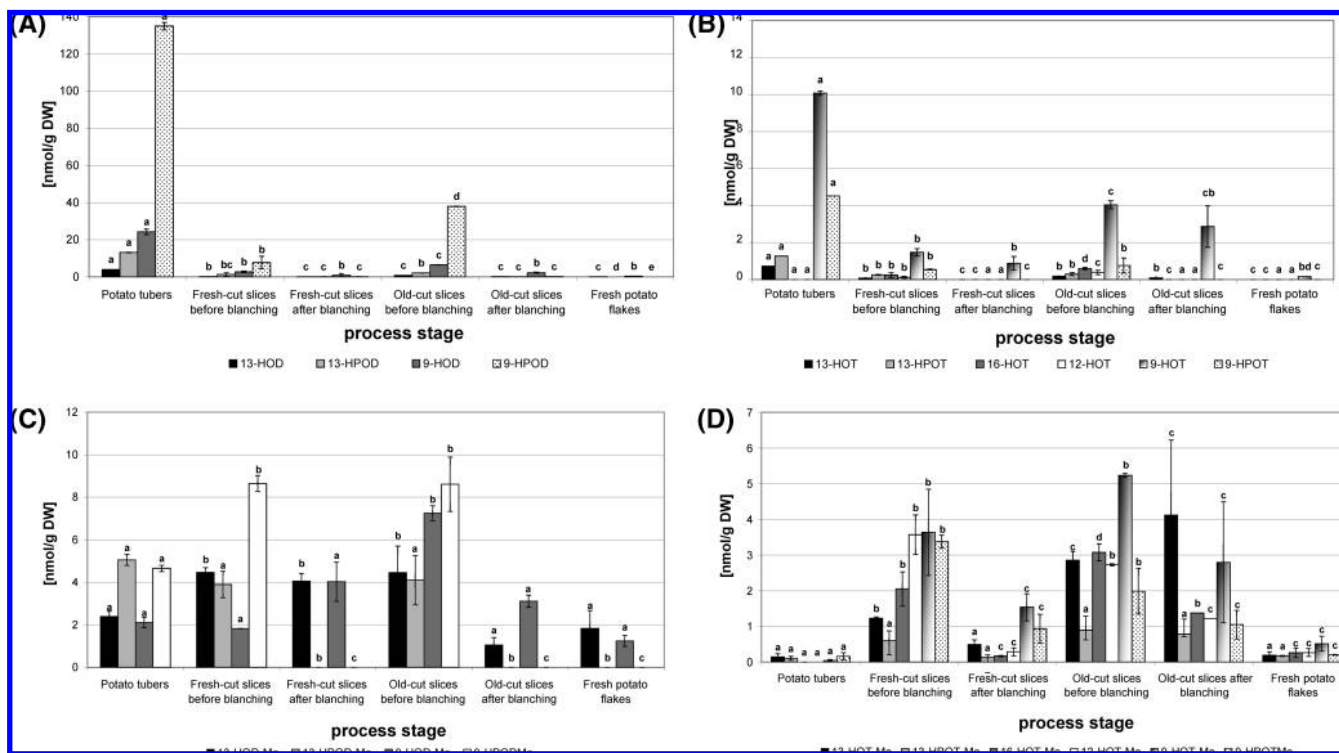 (A)
140
120
100
80
60
40
20
0
[nmol/g DW]
a a a a
b bc b b
c c b c
c c c d
c c b c
c d b e
Potato tubers
Fresh-cut slices before blanching
Fresh-cut slices after blanching
Old-cut slices before blanching
Old-cut slices after blanching
Fresh potato flakes
process stage
13-HOD 13-HPOD 9-HOD 9-HPOD
(B)
14
12
10
8
6
4
2
0
[nmol/g DW]
a a a a a a
b b b b b b
c c a a b c
b b d c c b
b c a a cb c
c c a a bd c
Potato tubers
Fresh-cut slices before blanching
Fresh-cut slices after blanching
Old-cut slices before blanching
Old-cut slices after blanching
Fresh potato flakes
process stage
13-HOT 13-HPOT 16-HOT 12-HOT 9-HOT 9-HPOT
(C)
12
10
8
6
4
2
0
[nmol/g DW]
a a a a
b a a b
b b a c
b a b b
a b a c
a b a c
Potato tubers
Fresh-cut slices before blanching
Fresh-cut slices after blanching
Old-cut slices before blanching
Old-cut slices after blanching
Fresh potato flakes
process stage
(D)
7
6
5
4
3
2
1
0
[nmol/g DW]
a a a a a a
b a b b b b
a a c c c c
c a d b b b
c a b c c c
a a c c c a
Potato tubers
Fresh-cut slices before blanching
Fresh-cut slices after blanching
Old-cut slices before blanching
Old-cut slices after blanching
Fresh potato flakes
process stage